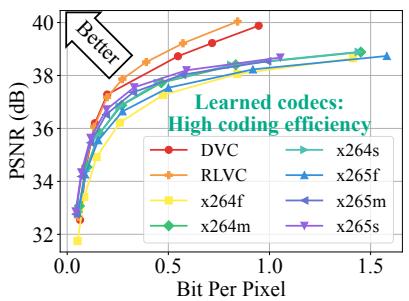 40
38
36
34
32
PSNR (dB)
Better
Learned codecs:
High coding efficiency
DVC
RLVC
x264f
x264m
x264s
x265f
x265m
x265s
0.0
0.5
1.0
1.5
Bit Per Pixel